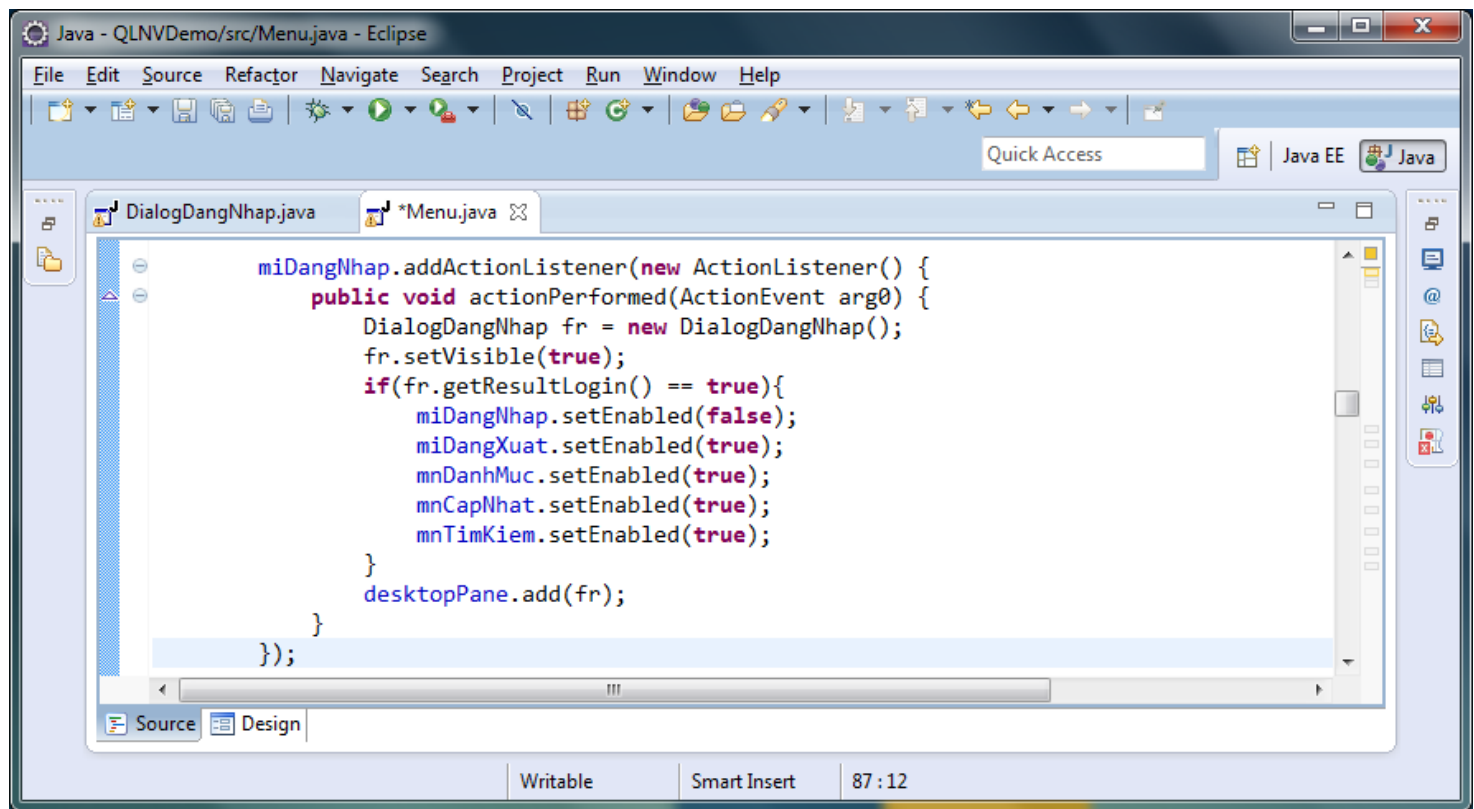 Java - QLNVDemo/src/Menu.java - Eclipse
File Edit Source Refactor Navigate Search Project Run Window Help
Quick Access
Java EE
Java
DialogDangNhap.java
*Menu.java
miDangNhap.addActionListener(new ActionListener() {
public void actionPerformed(ActionEvent arg0) {
DialogDangNhap fr = new DialogDangNhap();
fr.setVisible(true);
if(fr.getResultLogin() == true){
miDangNhap.setEnabled(false);
miDangXuat.setEnabled(true);
mnDanhMuc.setEnabled(true);
mnCapNhat.setEnabled(true);
mnTimKiem.setEnabled(true);
}
desktopPane.add(fr);
}
});
Source Design
Writable Smart Insert 87 : 12